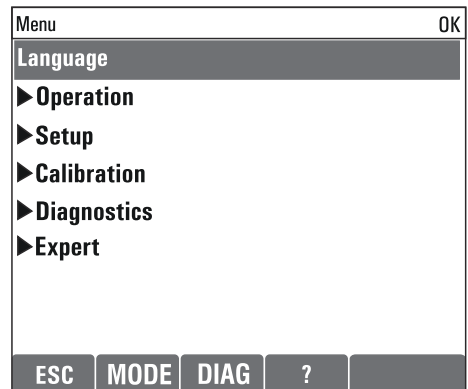 Menu OK
Language
▶Operation
▶Setup
▶Calibration
▶Diagnostics
▶Expert
ESC MODE DIAG ?